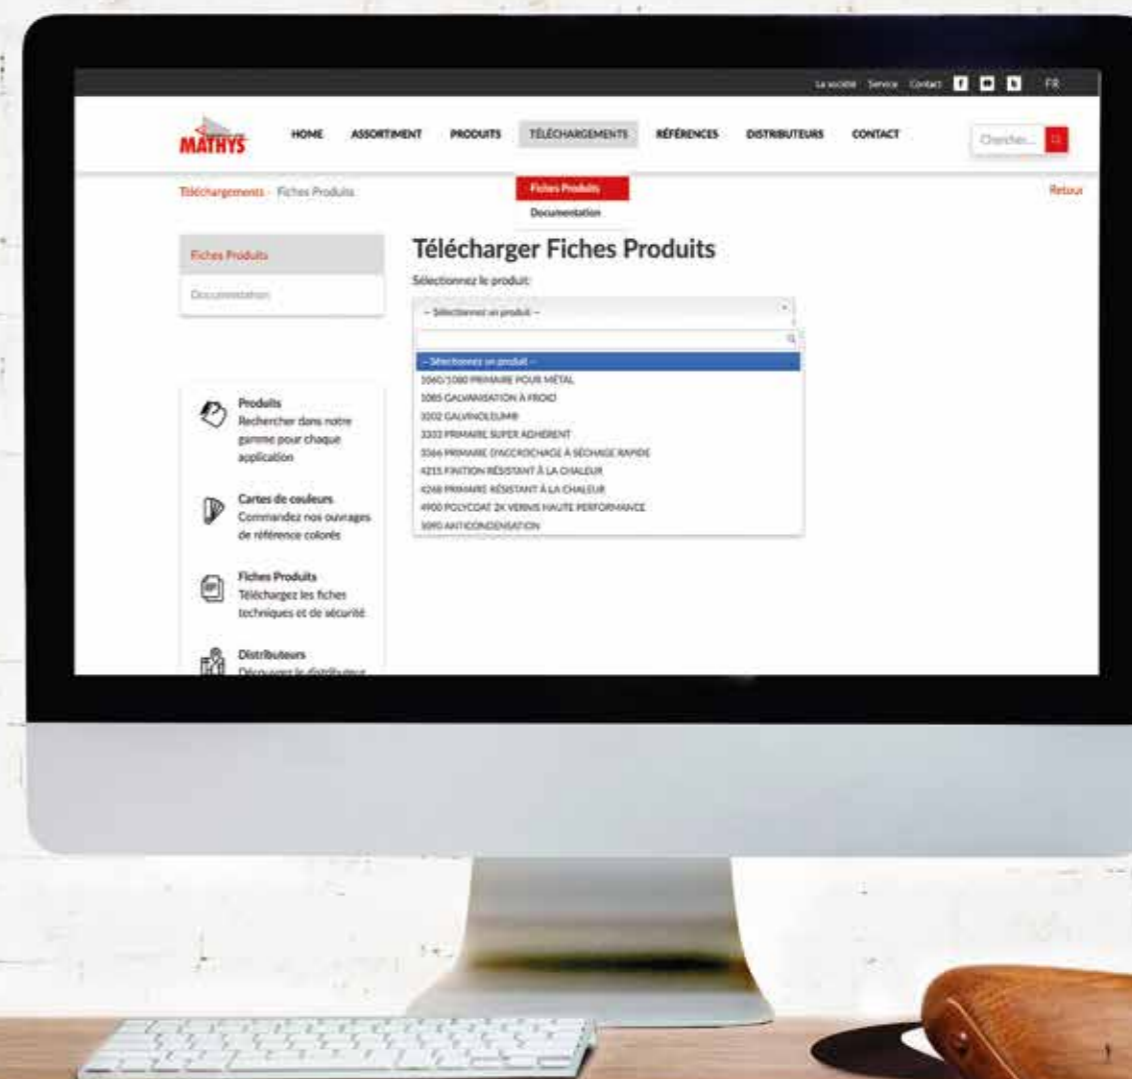 La société Service Contact f FR
MATHYS
HOME ASSORTIMENT PRODUITS TÉLÉCHARGEMENTS RÉFÉRENCES DISTRIBUTEURS CONTACT
Chercher...
Téléchargements - Fiches Produits
Fiches Produits
Retour
Documentation
Fiches Produits
Documentation
Télécharger Fiches Produits
Sélectionnez le produit:
-- Sélectionnez un produit --
-- Sélectionnez un produit --
1060/1080 PRIMAIRE POUR MÉTAL
1085 GALVANISATION À FROID
3202 GALVINOLEUM®
3333 PRIMAIRE SUPER ADHÉRENT
3366 PRIMAIRE D'ACCROCHAGE À SÉCHAGE RAPIDE
4215 FINITION RÉSISTANT À LA CHALEUR
4268 PRIMAIRE RÉSISTANT À LA CHALEUR
4900 POLYCOAT 2K VERNIS HAUTE PERFORMANCE
5090 ANTICONDENSATION
Produits
Rechercher dans notre
gamme pour chaque
application
Cartes de couleurs
Commandez nos ouvrages
de référence colorés
Fiches Produits
Téléchargez les fiches
techniques et de sécurité
Distributeurs
Découvrez le distributeur